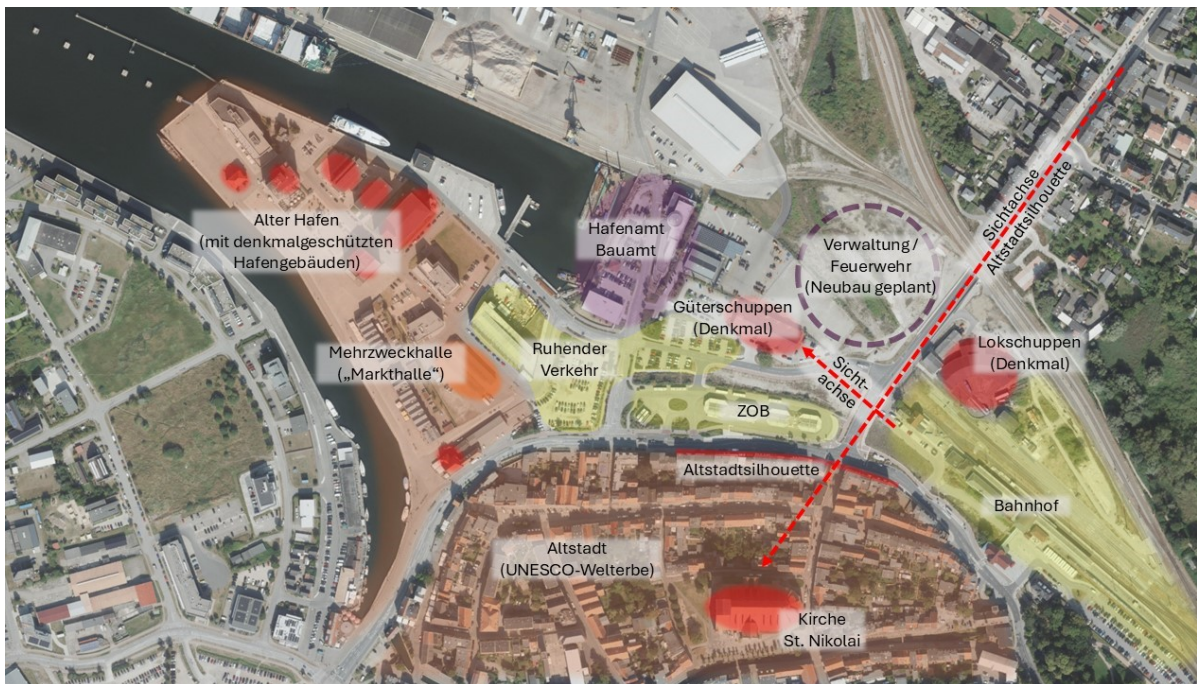 Sichtachse
Altstadtsilhouette
Alter Hafen
(mit denkmalgeschützten
Hafengebäuden)
Hafenamt
Bauamt
Verwaltung /
Feuerwehr
(Neubau geplant)
Güterschuppen
(Denkmal)
Lokschuppen
(Denkmal)
Mehrzweckhalle
(„Markthalle“)
Ruhender
Verkehr
Sicht-
achse
ZOB
Altstadtsilhouette
Bahnhof
Altstadt
(UNESCO-Welterbe)
Kirche
St. Nikolai